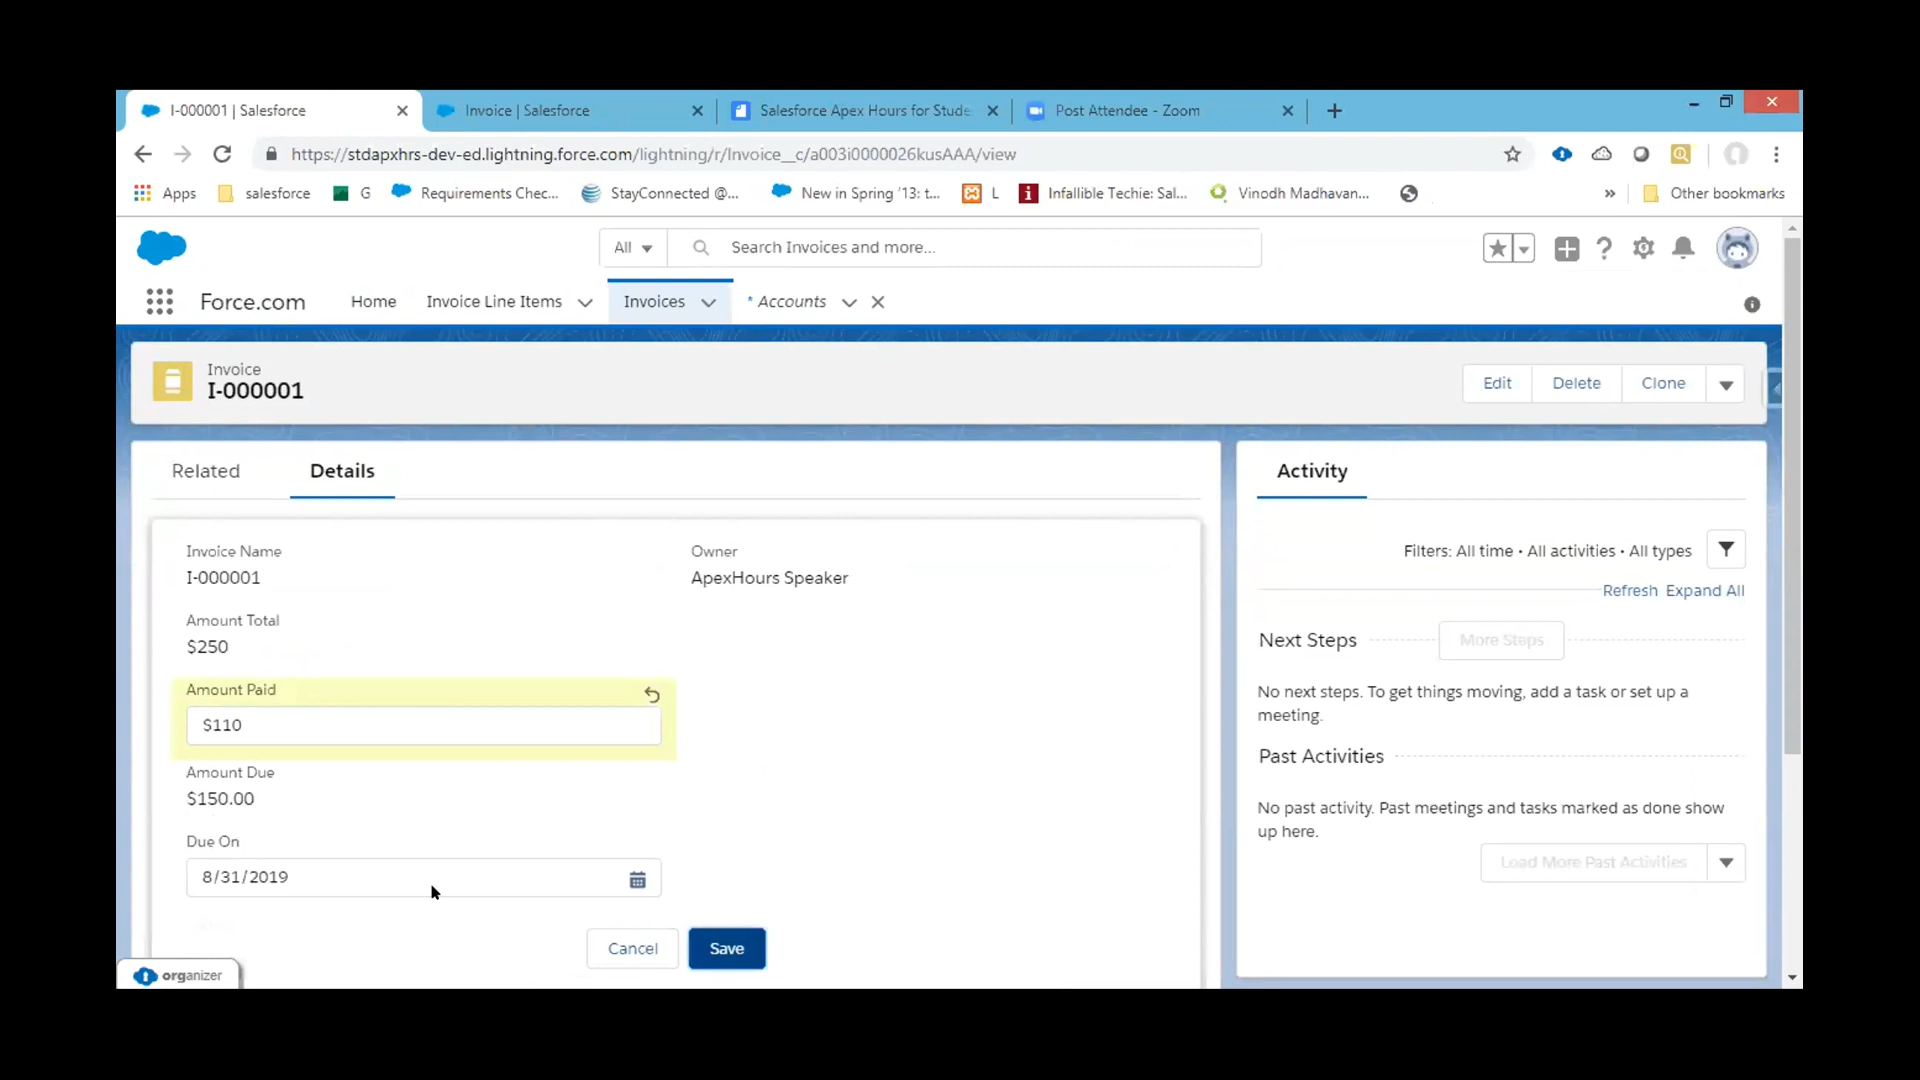 I-000001 | Salesforce
Invoice | Salesforce
Salesforce Apex Hours for Stude
Post Attendee - Zoom
https://stdapxhrs-dev-ed.lightning.force.com/lightning/r/Invoice__c/a003i0000026kusAAA/view
Apps
salesforce
G
Requirements Chec...
StayConnected @...
New in Spring '13: t...
L
Infallible Techie: Sal...
Vinodh Madhavan...
»
Other bookmarks
All
Search Invoices and more...
Force.com
Home
Invoice Line Items
Invoices
* Accounts
Invoice
I-000001
Edit
Delete
Clone
Related
Details
Activity
Invoice Name
I-000001
Owner
ApexHours Speaker
Amount Total
$250
Amount Paid
$110
Amount Due
$150.00
Due On
8/31/2019
Cancel
Save
Filters: All time • All activities • All types
Refresh Expand All
Next Steps
More Steps
No next steps. To get things moving, add a task or set up a
meeting.
Past Activities
No past activity. Past meetings and tasks marked as done show
up here.
Load More Past Activities
organizer